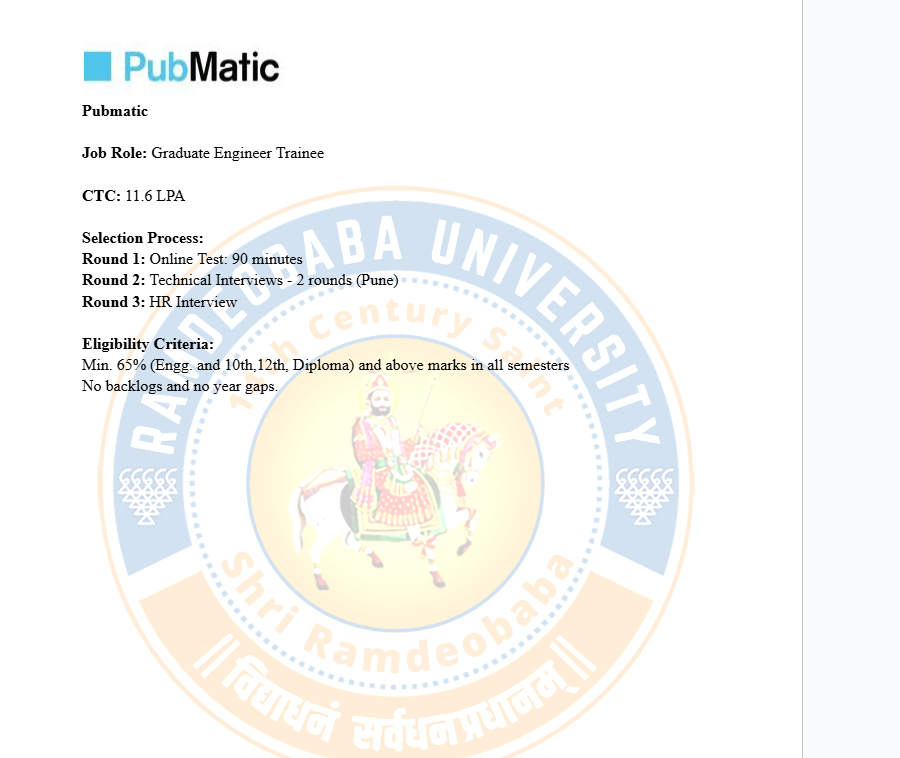 PubMatic
Pubmatic
Job Role: Graduate Engineer Trainee
CTC: 11.6 LPA
Selection Process:
Round 1: Online Test: 90 minutes
Round 2: Technical Interviews - 2 rounds (Pune)
Round 3: HR Interview
Eligibility Criteria:
Min. 65% (Engg. and 10th,12th, Diploma) and above marks in all semesters
No backlogs and no year gaps.
RAMDEOBABA UNIVERSITY
15th Century Saint
Shri Ramdeobaba
|| विद्याधनं सर्वधनप्रधानम् ||